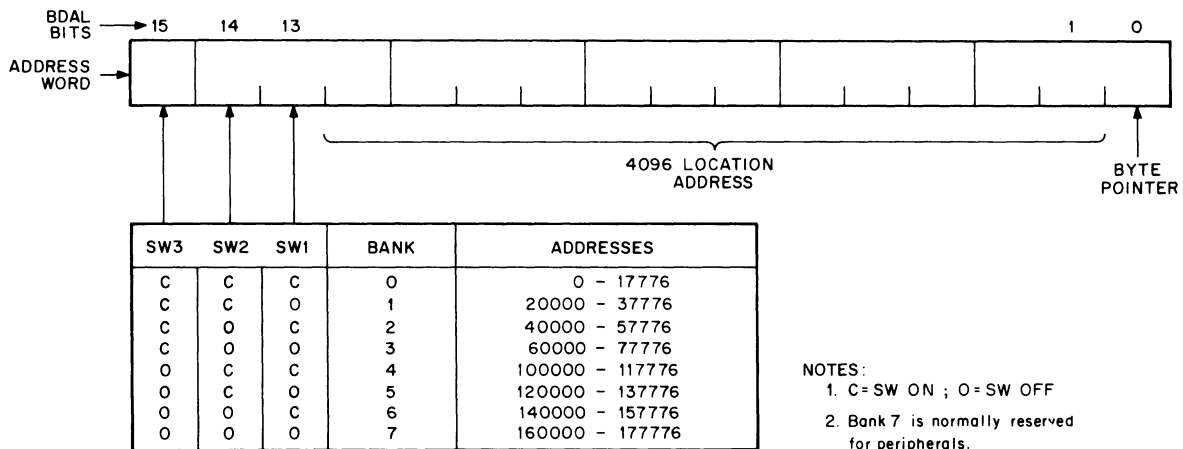 BDAL
BITS
15 14 13 1 0
ADDRESS
WORD
4096 LOCATION
ADDRESS
BYTE
POINTER
SW3 SW2 SW1 BANK ADDRESSES
C C C 0 0 - 17776
C C O 1 20000 - 37776
C O C 2 40000 - 57776
C O O 3 60000 - 77776
O C C 4 100000 - 117776
O C O 5 120000 - 137776
O O C 6 140000 - 157776
O O O 7 160000 - 177776
NOTES:
1. C=SW ON ; O=SW OFF
2. Bank 7 is normally reserved
for peripherals.